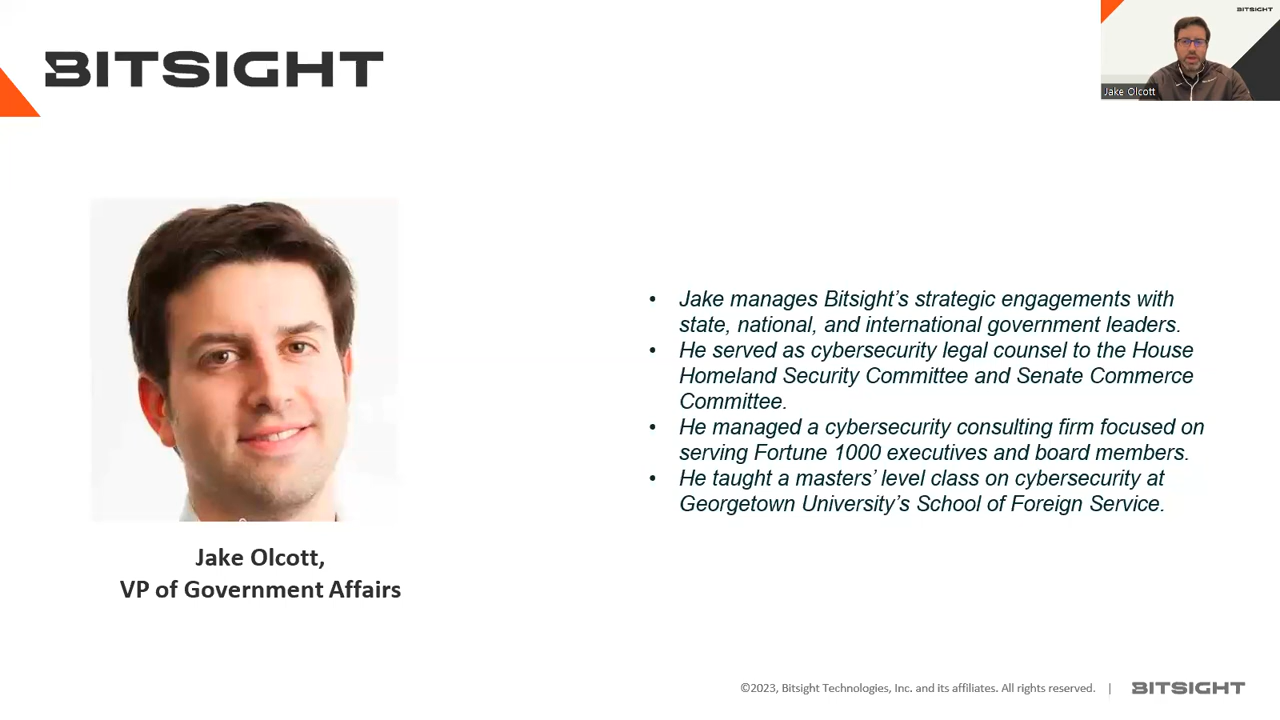 BITSIGHT
BITSIGHT
Jake Olcott
• Jake manages Bitsight’s strategic engagements with
state, national, and international government leaders.
• He served as cybersecurity legal counsel to the House
Homeland Security Committee and Senate Commerce
Committee.
• He managed a cybersecurity consulting firm focused on
serving Fortune 1000 executives and board members.
• He taught a masters’ level class on cybersecurity at
Georgetown University’s School of Foreign Service.
Jake Olcott,
VP of Government Affairs
©2023, Bitsight Technologies, Inc. and its affiliates. All rights reserved. | BITSIGHT